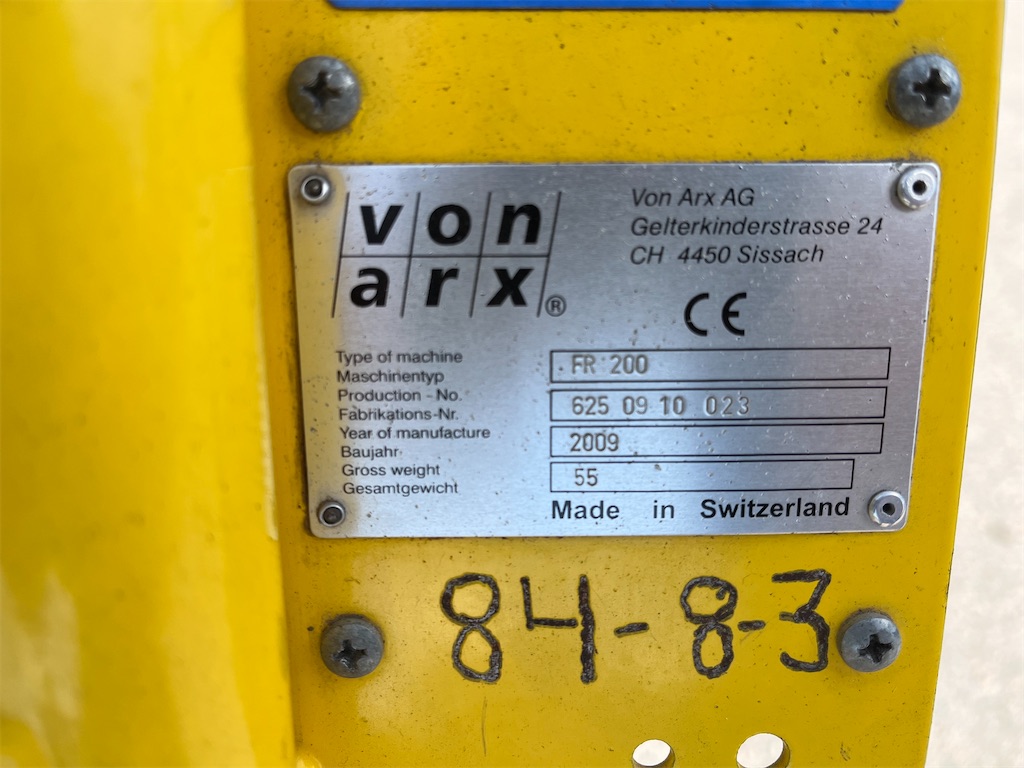 von
arx®
Von Arx AG
Gelterkinderstrasse 24
CH 4450 Sissach
CE
Type of machine
Maschinentyp
FR 200
Production - No.
Fabrikations-Nr.
625 09 10 023
Year of manufacture
Baujahr
2009
Gross weight
Gesamtgewicht
55
Made in Switzerland
84-8-3